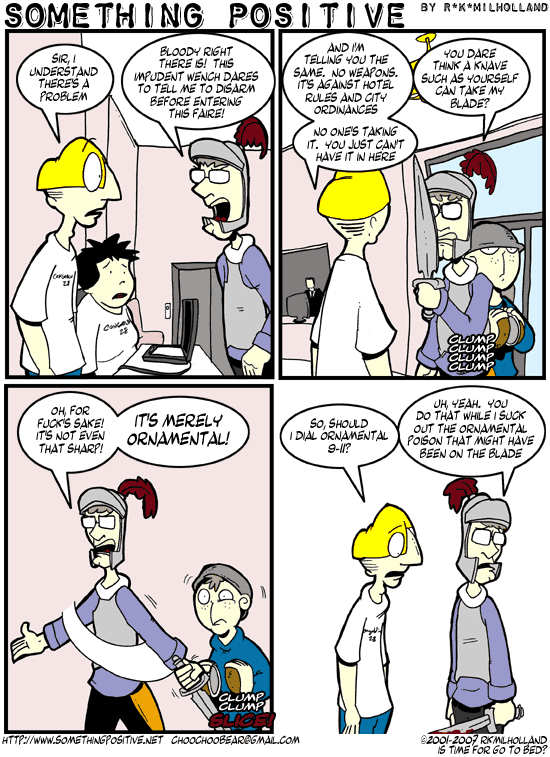 SOMETHING POSITIVE BY R*K*MILHOLLAND
SIR, I
UNDERSTAND
THERE'S A
PROBLEM
BLOODY RIGHT
THERE IS! THIS
IMPUDENT WENCH DARES
TO TELL ME TO DISARM
BEFORE ENTERING
THIS FAIRE!
AND I'M
TELLING YOU THE
SAME. NO WEAPONS.
IT'S AGAINST HOTEL
RULES AND CITY
ORDINANCES
NO ONE'S TAKING
IT. YOU JUST CAN'T
HAVE IT IN HERE
YOU DARE
THINK A KNAVE
SUCH AS YOURSELF
CAN TAKE MY
BLADE?
CLUMP
CLUMP
CLUMP
CLUMP
OH, FOR
FUCK'S SAKE!
IT'S NOT EVEN
THAT SHARP!
IT'S MERELY
ORNAMENTAL!
CLUMP
CLUMP
SLICE!
SO, SHOULD
I DIAL ORNAMENTAL
9-11?
UH, YEAH. YOU
DO THAT WHILE I SUCK
OUT THE ORNAMENTAL
POISON THAT MIGHT HAVE
BEEN ON THE BLADE
HTTP://WWW.SOMETHINGPOSITIVE.NET CHOOCHOOBEAR@GMAIL.COM
©2001-2007 RKMILHOLLAND
IS TIME FOR GO TO BED?